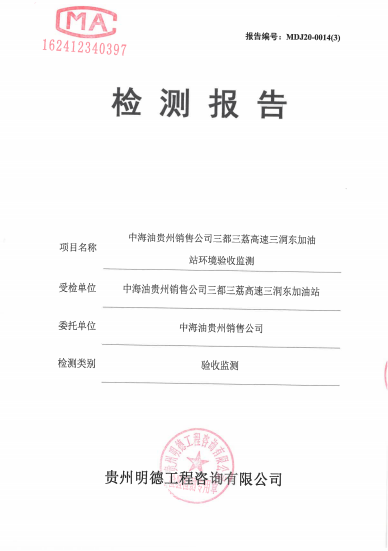 MA
162412340397
报告编号：MDJ20-0014(3)
检测报告
项目名称
中海油贵州销售公司三都三荔高速三洞东加油
站环境验收监测
受检单位
中海油贵州销售公司三都三荔高速三洞东加油站
委托单位
中海油贵州销售公司
检测类别
验收监测
贵州明德工程咨询有限公司